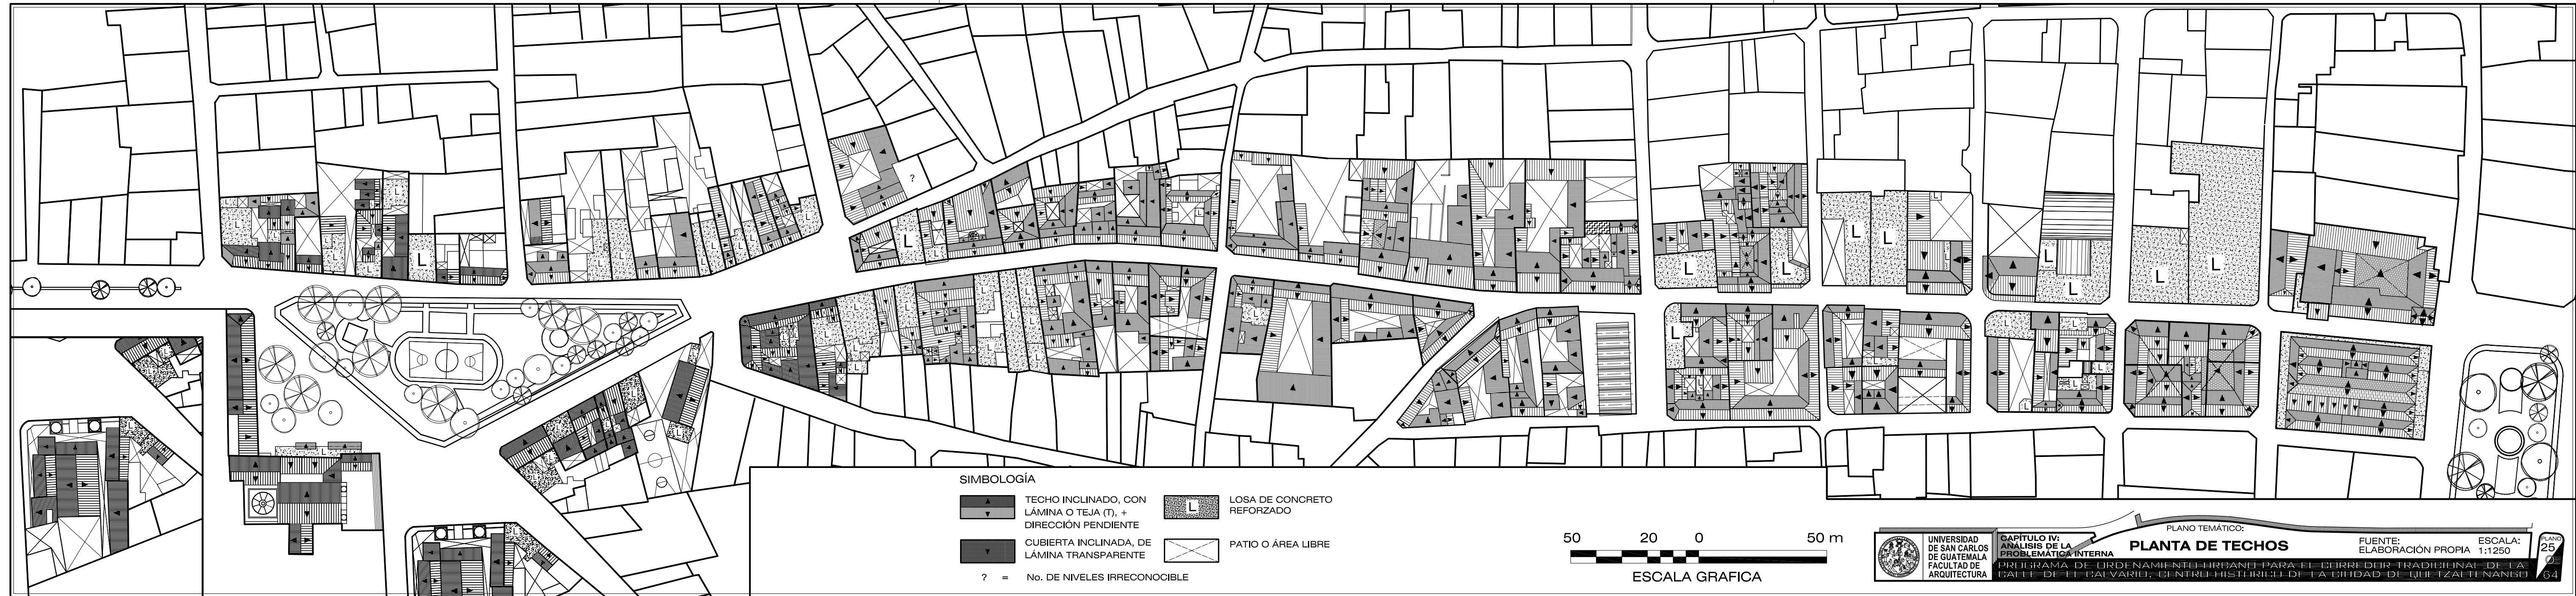 ?
L
L
L
L
L
L
L
L
L
L
L
SIMBOLOGÍA
TECHO INCLINADO, CON
LÁMINA O TEJA (T), +
DIRECCIÓN PENDIENTE
L
LOSA DE CONCRETO
REFORZADO
CUBIERTA INCLINADA, DE
LÁMINA TRANSPARENTE
PATIO O ÁREA LIBRE
? = No. DE NIVELES IRRECONOCIBLE
50 20 0 50 m
ESCALA GRAFICA
UNIVERSIDAD
DE SAN CARLOS
DE GUATEMALA
FACULTAD DE
ARQUITECTURA
CAPÍTULO IV:
ANÁLISIS DE LA
PROBLEMÁTICA INTERNA
PLANO TEMÁTICO:
PLANTA DE TECHOS
FUENTE:
ELABORACIÓN PROPIA
ESCALA:
1:1250
PLANO
25
64
PROGRAMA DE ORDENAMIENTO URBANO PARA EL CORREDOR TRADICIONAL DE LA
CALLE DE EL CALVARIO, CENTRO HISTÓRICO DE LA CIUDAD DE QUETZALTENANGO